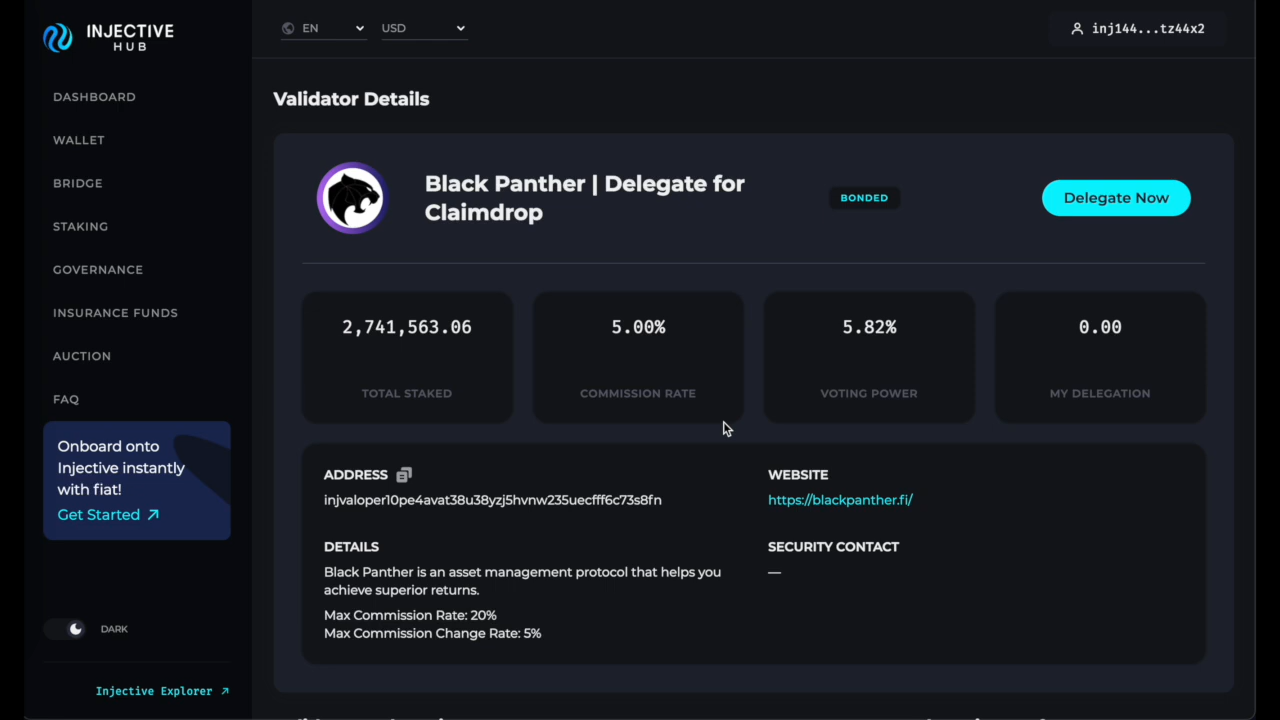 INJECTIVE
HUB
EN
USD
inj144...tz44x2
DASHBOARD
WALLET
BRIDGE
STAKING
GOVERNANCE
INSURANCE FUNDS
AUCTION
FAQ
Onboard onto
Injective instantly
with fiat!
Get Started
DARK
Injective Explorer
Validator Details
Black Panther | Delegate for
Claimdrop
BONDED
Delegate Now
2,741,563.06
TOTAL STAKED
5.00%
COMMISSION RATE
5.82%
VOTING POWER
0.00
MY DELEGATION
ADDRESS
injvaloper10pe4avat38u38yzj5hvnw235uecfff6c73s8fn
WEBSITE
https://blackpanther.fi/
DETAILS
Black Panther is an asset management protocol that helps you
achieve superior returns.
Max Commission Rate: 20%
Max Commission Change Rate: 5%
SECURITY CONTACT
—